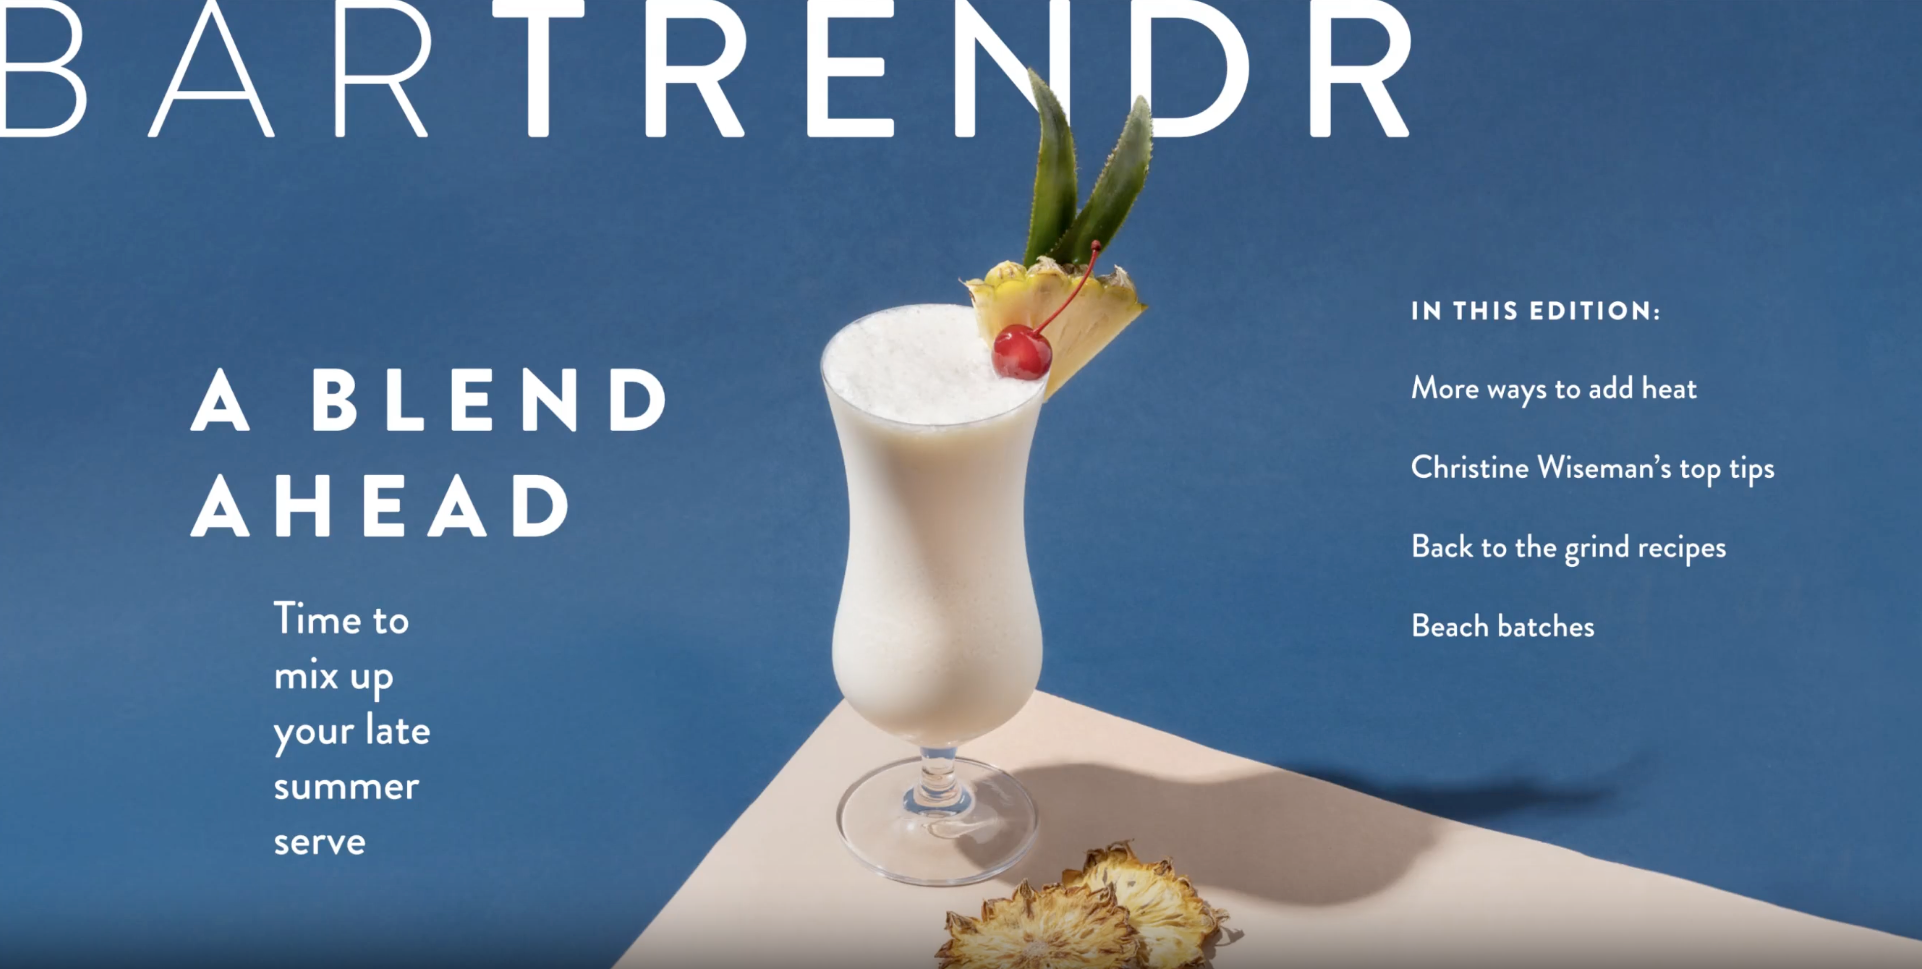 BARTRENDR
A BLEND
AHEAD
Time to
mix up
your late
summer
serve
IN THIS EDITION:
More ways to add heat
Christine Wiseman’s top tips
Back to the grind recipes
Beach batches